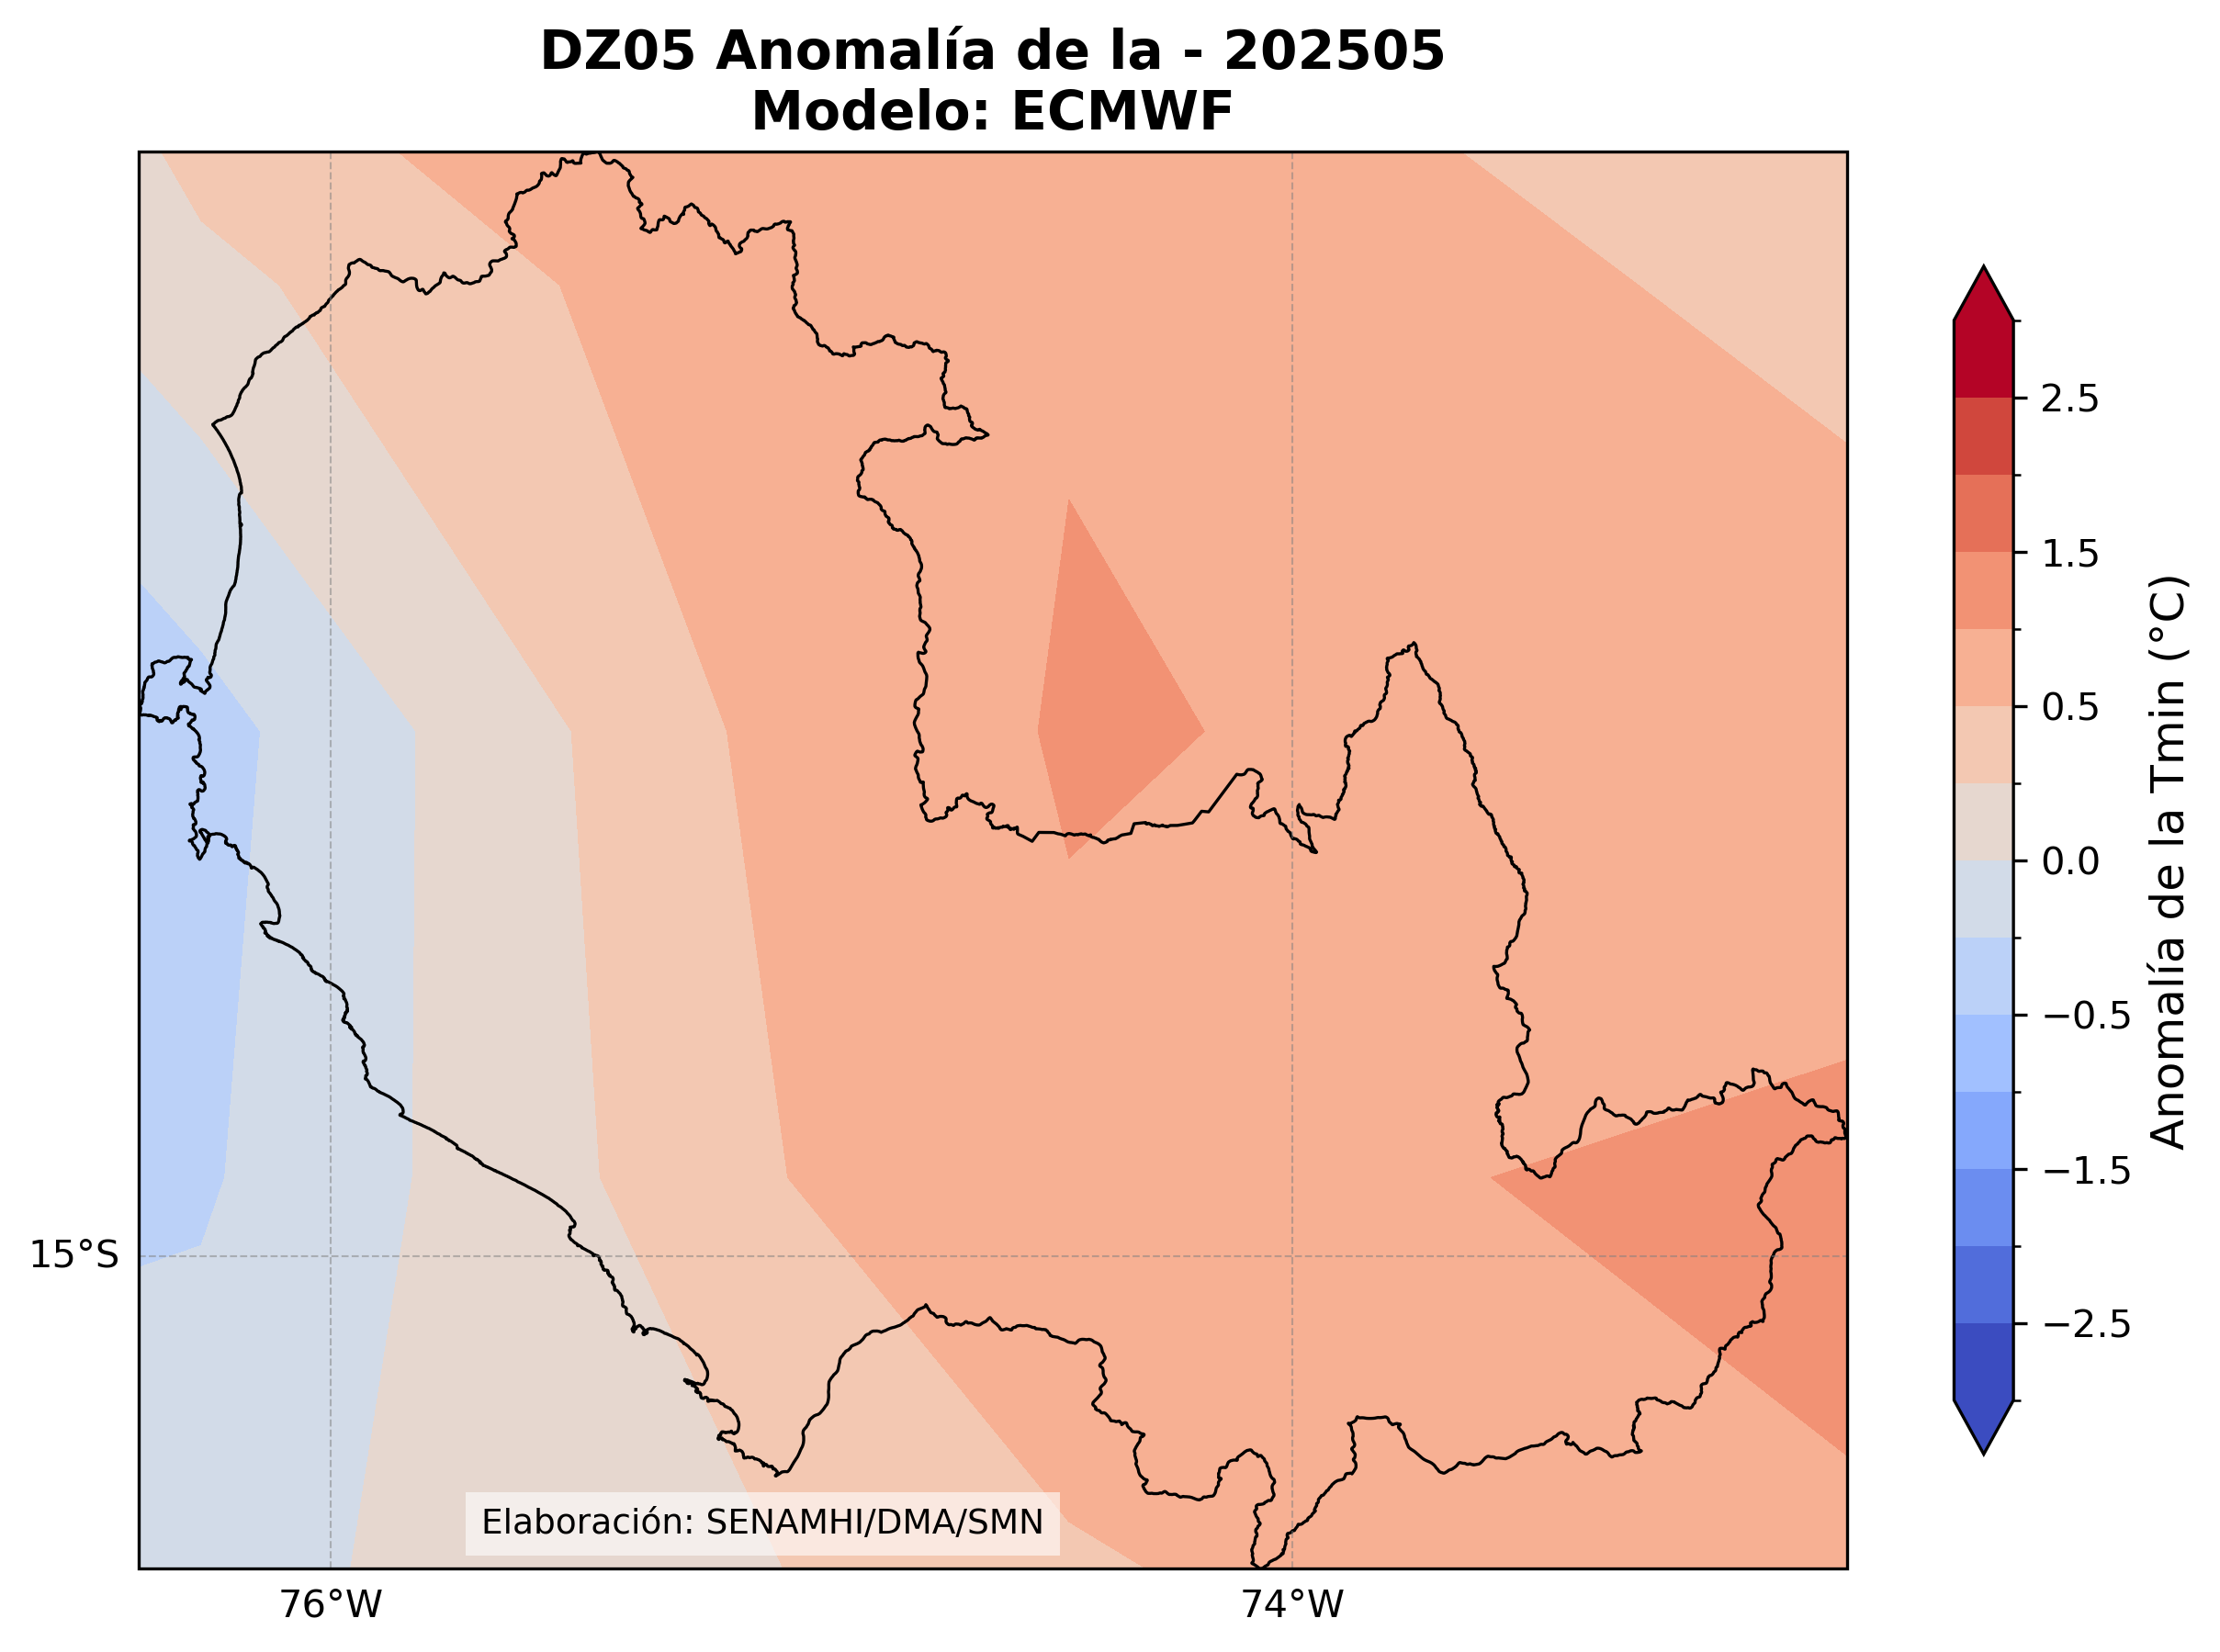 DZ05 Anomalía de la - 202505
Modelo: ECMWF
2.5
1.5
0.5
0.0
−0.5
−1.5
−2.5
Anomalía de la Tmin (°C)
15°S
Elaboración: SENAMHI/DMA/SMN
76°W
74°W